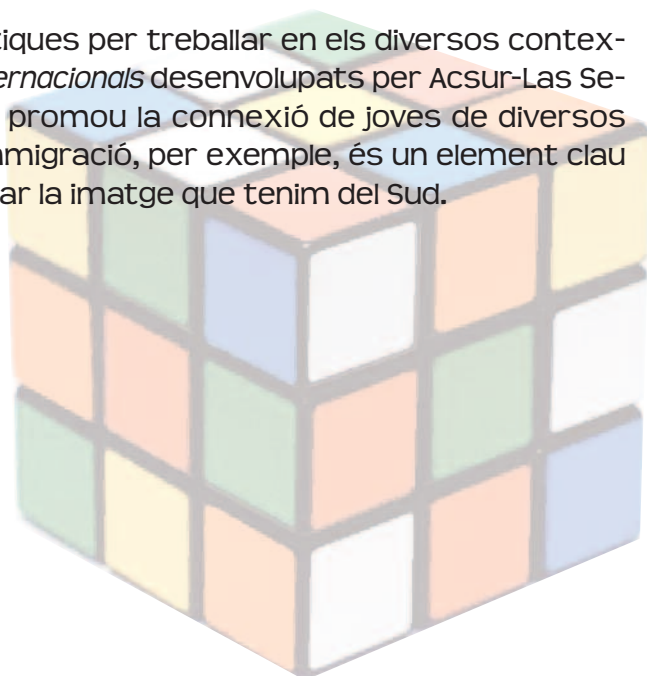 tiques per treballar en els diversos contex-
ernacionals desenvolupats per Acsur-Las Se-
promou la connexió de joves de diversos
migració, per exemple, és un element clau
ar la imatge que tenim del Sud.